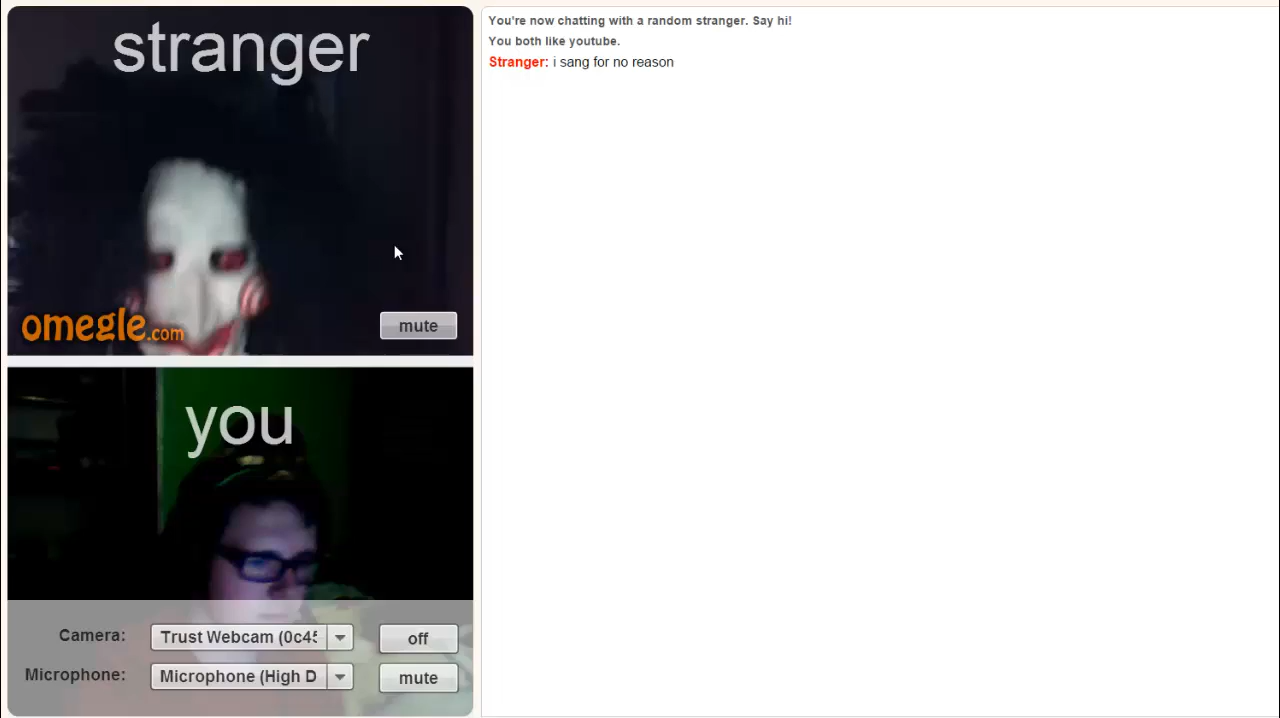 stranger
omegle.com
mute
you
Camera:
Trust Webcam (0c45
off
Microphone:
Microphone (High D
mute
You're now chatting with a random stranger. Say hi!
You both like youtube.
Stranger: i sang for no reason